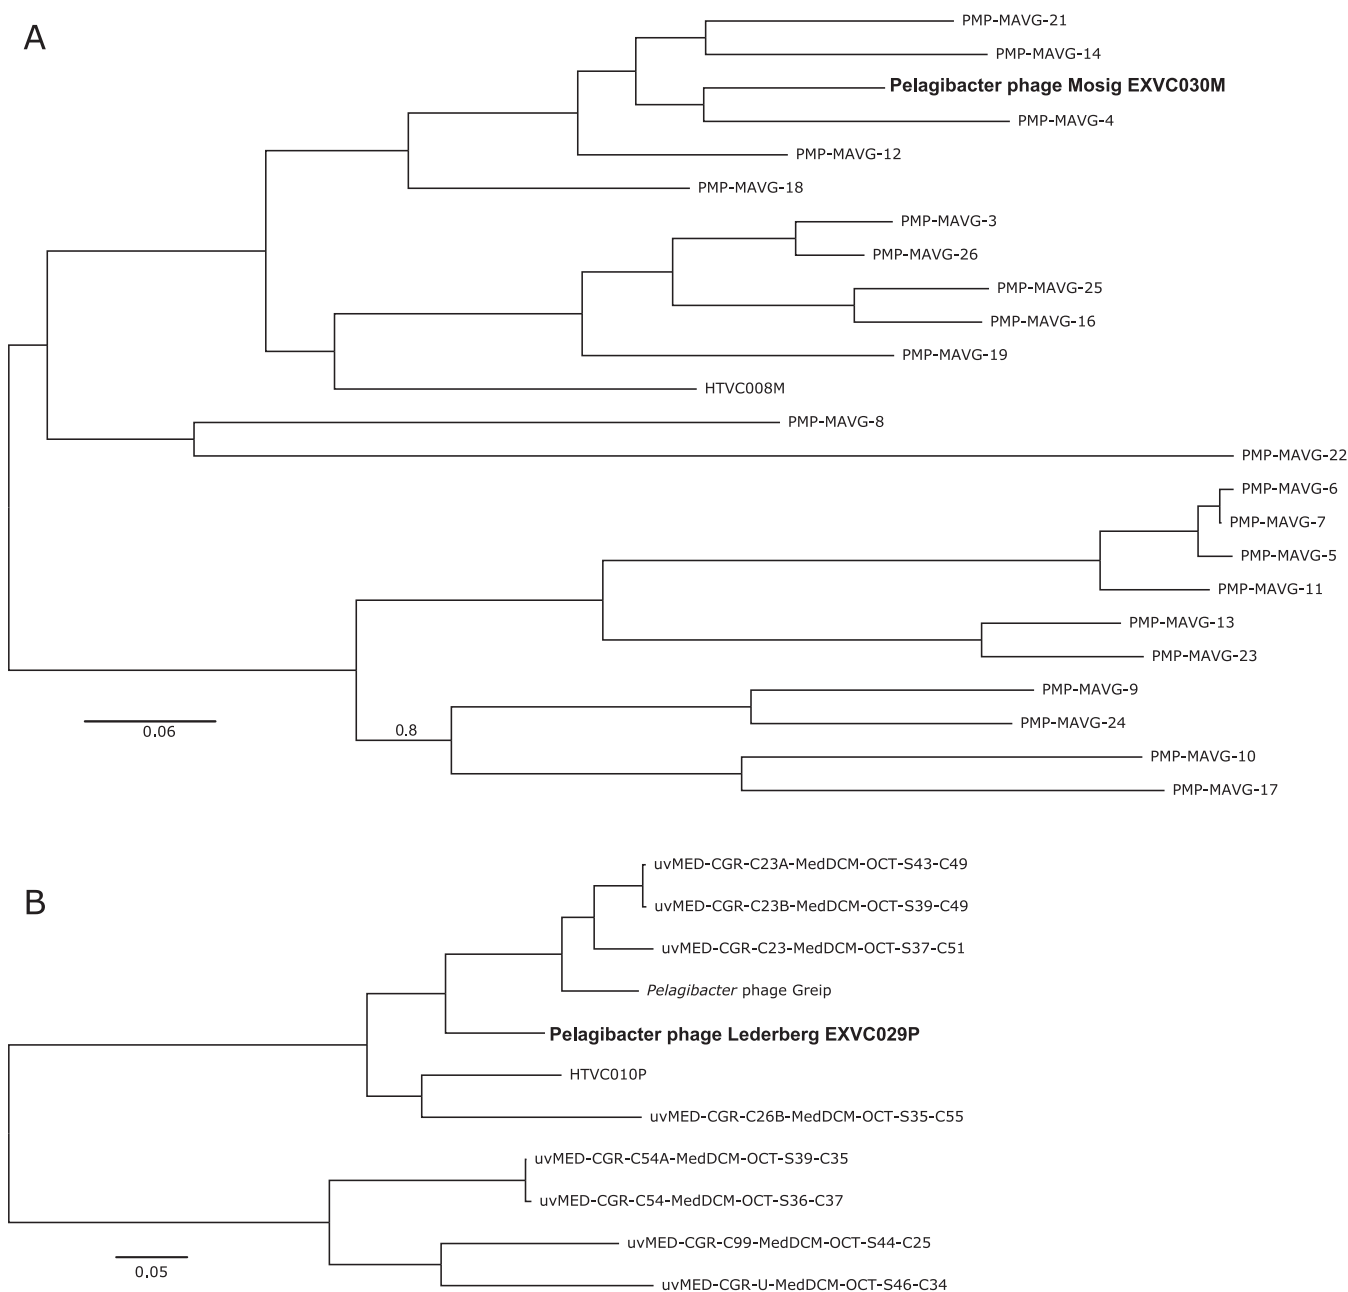 A
PMP-MAVG-21
PMP-MAVG-14
Pelagibacter phage Mosig EXVC030M
PMP-MAVG-4
PMP-MAVG-12
PMP-MAVG-18
PMP-MAVG-3
PMP-MAVG-26
PMP-MAVG-25
PMP-MAVG-16
PMP-MAVG-19
HTVC008M
PMP-MAVG-8
PMP-MAVG-22
PMP-MAVG-6
PMP-MAVG-7
PMP-MAVG-5
PMP-MAVG-11
PMP-MAVG-13
PMP-MAVG-23
PMP-MAVG-9
PMP-MAVG-24
0.06
0.8
PMP-MAVG-10
PMP-MAVG-17
B
uvMED-CGR-C23A-MedDCM-OCT-S43-C49
uvMED-CGR-C23B-MedDCM-OCT-S39-C49
uvMED-CGR-C23-MedDCM-OCT-S37-C51
Pelagibacter phage Greip
Pelagibacter phage Lederberg EXVC029P
HTVC010P
uvMED-CGR-C26B-MedDCM-OCT-S35-C55
uvMED-CGR-C54A-MedDCM-OCT-S39-C35
uvMED-CGR-C54-MedDCM-OCT-S36-C37
uvMED-CGR-C99-MedDCM-OCT-S44-C25
0.05
uvMED-CGR-U-MedDCM-OCT-S46-C34